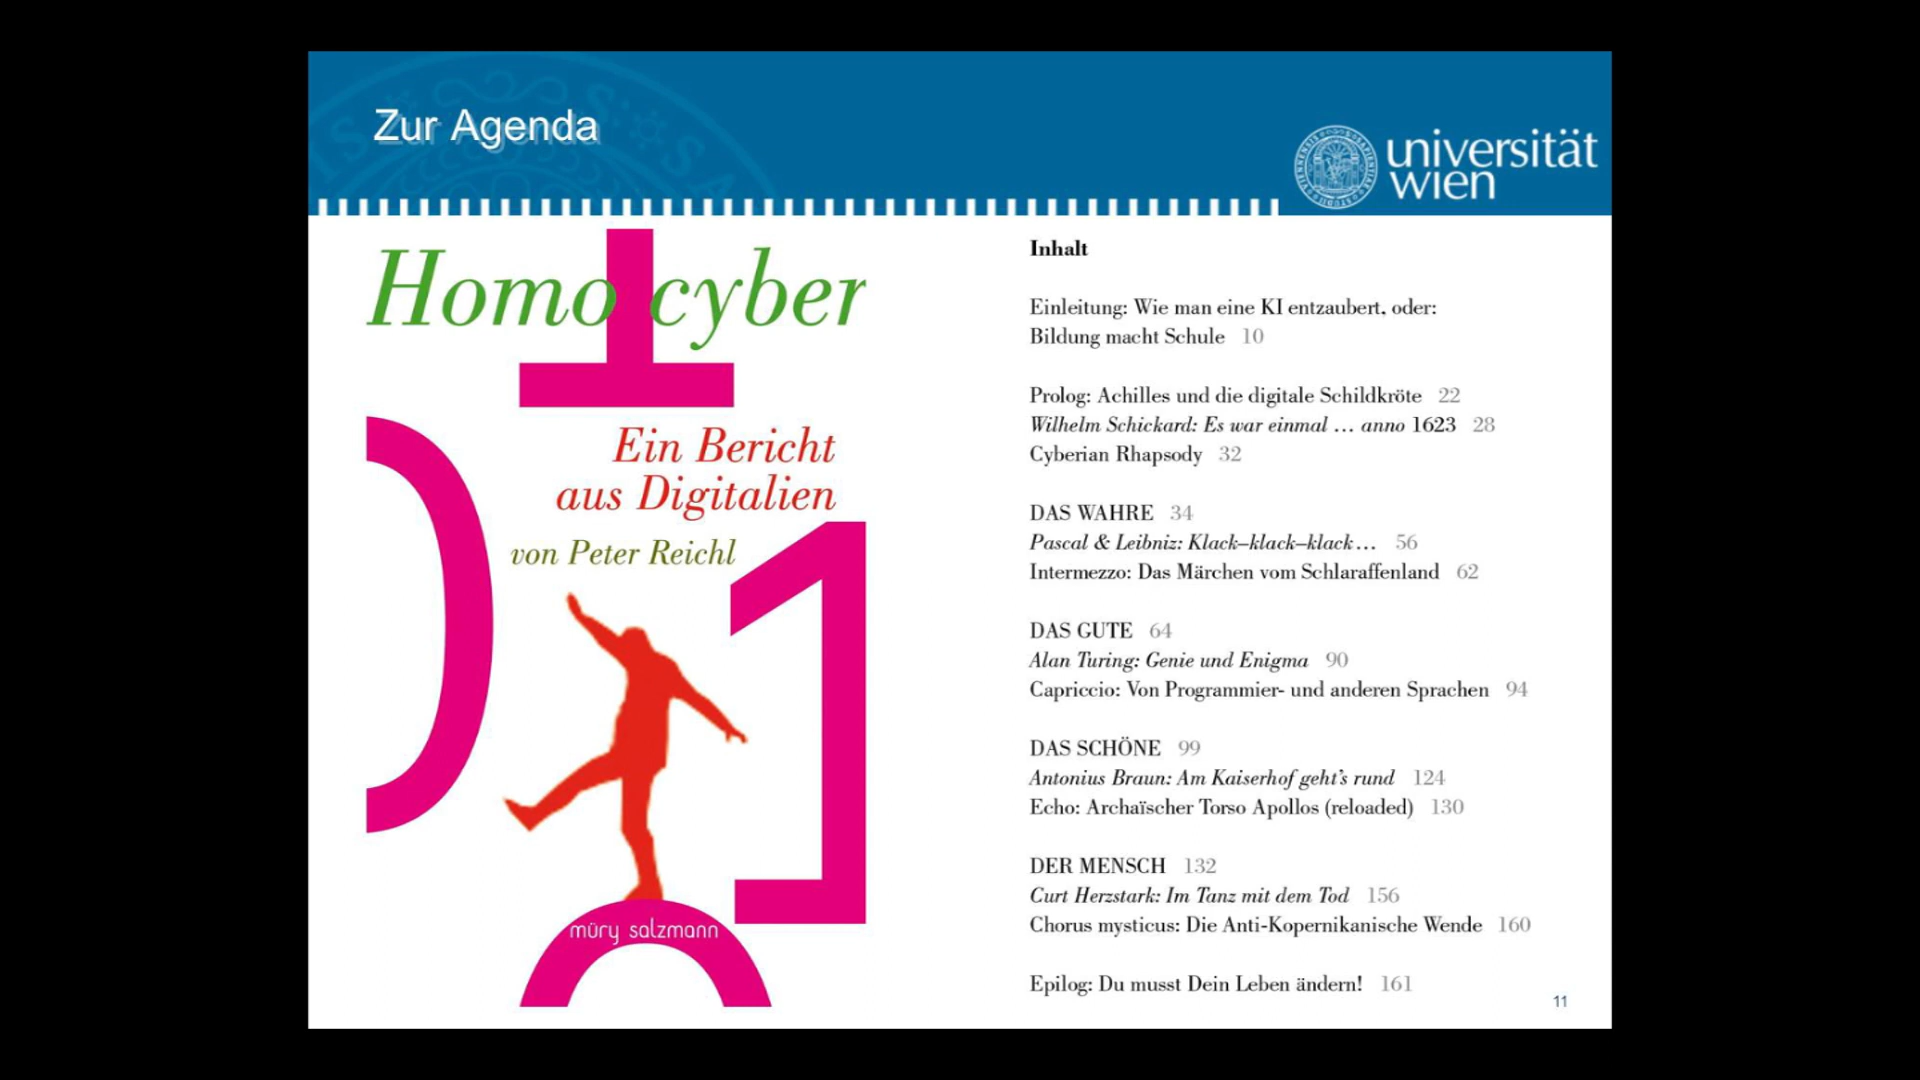 Zur Agenda
universität
wien
Homo cyber
Ein Bericht
aus Digitalien
von Peter Reichl
müry salzmann
Inhalt
Einleitung: Wie man eine KI entzaubert, oder:
Bildung macht Schule 10
Prolog: Achilles und die digitale Schildkröte 22
Wilhelm Schickard: Es war einmal … anno 1623 28
Cyberian Rhapsody 32
DAS WAHRE 34
Pascal & Leibniz: Klack–klack–klack… 56
Intermezzo: Das Märchen vom Schlaraffenland 62
DAS GUTE 64
Alan Turing: Genie und Enigma 90
Capriccio: Von Programmier- und anderen Sprachen 94
DAS SCHÖNE 99
Antonius Braun: Am Kaiserhof geht's rund 124
Echo: Archaïscher Torso Apollos (reloaded) 130
DER MENSCH 132
Curt Herzstark: Im Tanz mit dem Tod 156
Chorus mysticus: Die Anti-Kopernikanische Wende 160
Epilog: Du musst Dein Leben ändern! 161
11